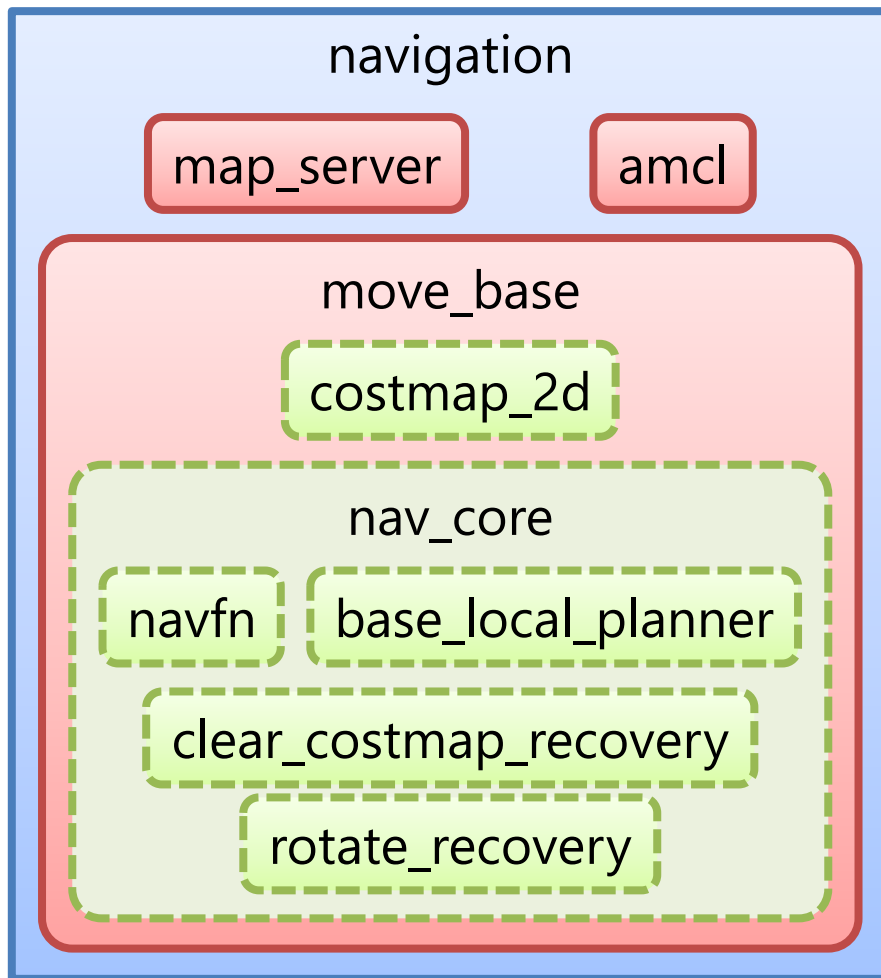 navigation
map_server amcl
move_base
costmap_2d
nav_core
navfn base_local_planner
clear_costmap_recovery
rotate_recovery